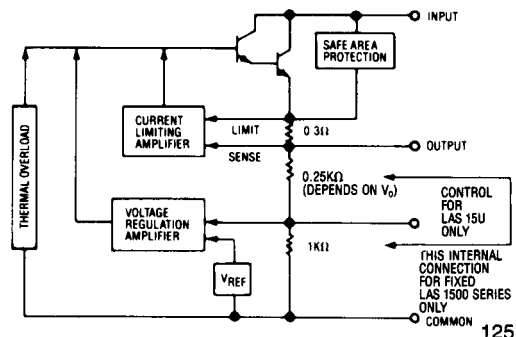 INPUT
SAFE AREA
PROTECTION
CURRENT
LIMITING
AMPLIFIER
LIMIT
0.3Ω
SENSE
OUTPUT
THERMAL OVERLOAD
0.25KΩ
(DEPENDS ON V₀)
VOLTAGE
REGULATION
AMPLIFIER
CONTROL
FOR
LAS 15U
ONLY
1KΩ
VREF
THIS INTERNAL
CONNECTION
FOR FIXED
LAS 1500 SERIES
ONLY
COMMON
125